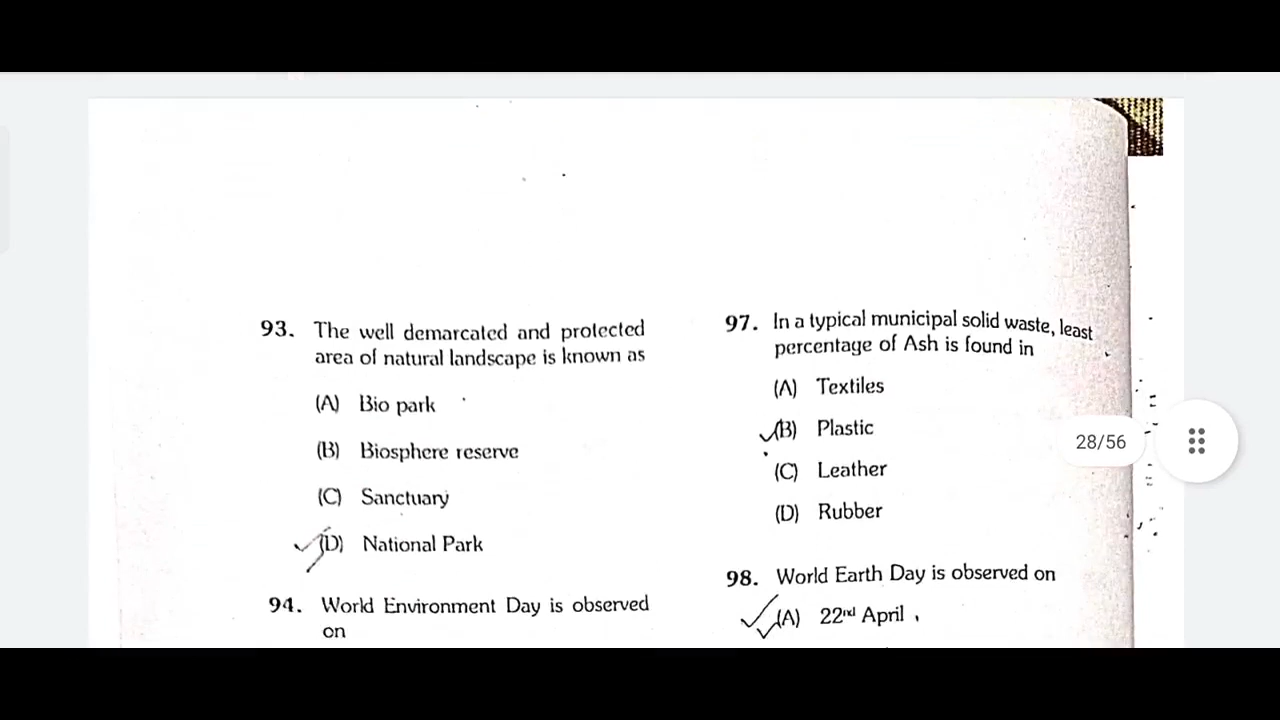 93. The well demarcated and protected
area of natural landscape is known as
(A) Bio park
(B) Biosphere reserve
(C) Sanctuary
(D) National Park
94. World Environment Day is observed
on
97. In a typical municipal solid waste, least
percentage of Ash is found in
(A) Textiles
(B) Plastic
(C) Leather
(D) Rubber
98. World Earth Day is observed on
(A) 22nd April
28/56